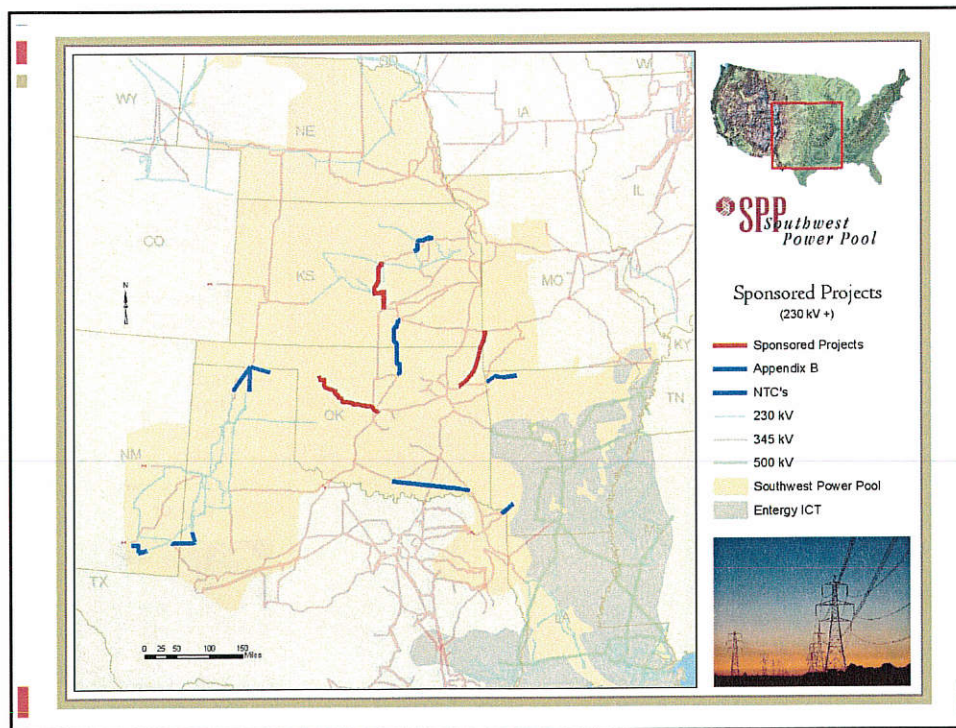 SD
WY
NE
IA
W
IL
CO
KS
MO
N
KY
TN
OK
NM
TX
LA
0 25 50 100 150
Miles
SPP Southwest
Power Pool
Sponsored Projects
(230 kV +)
Sponsored Projects
Appendix B
NTC's
230 kV
345 kV
500 kV
Southwest Power Pool
Entergy ICT